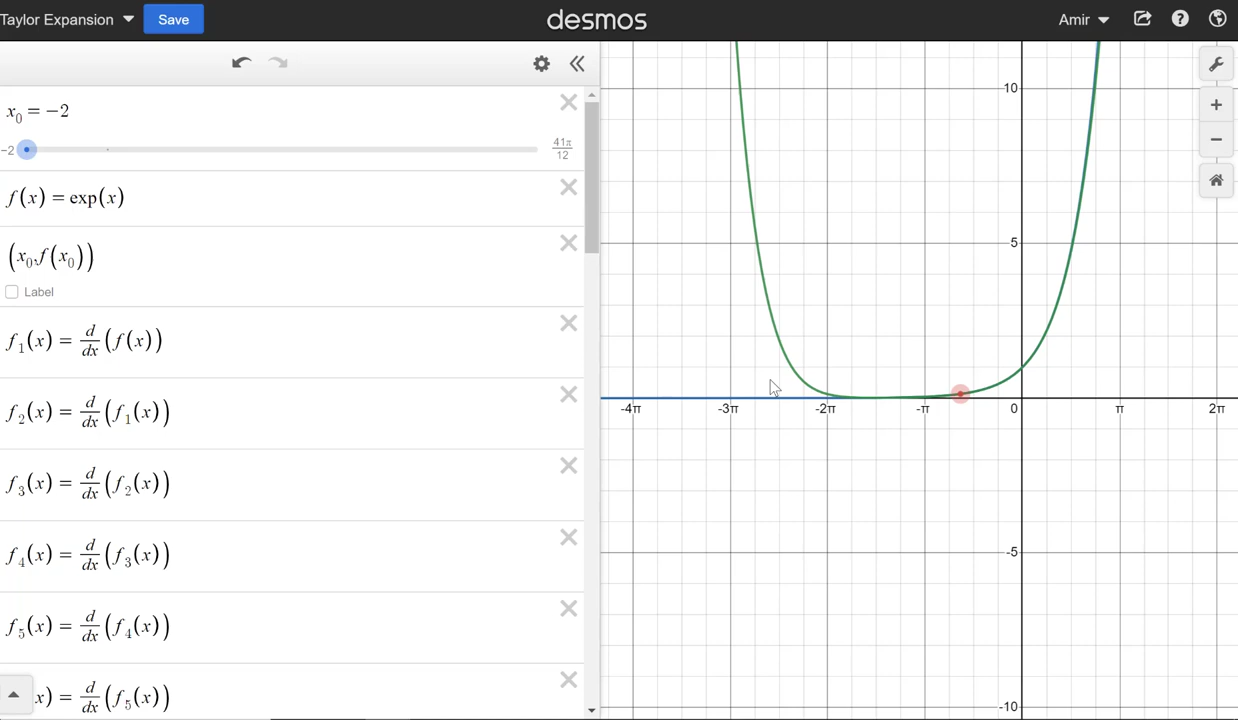 Taylor Expansion
Save
desmos
Amir
x₀ = −2
−2
41π/12
f(x) = exp(x)
(x₀,f(x₀))
Label
f₁(x) = d/dx (f(x))
f₂(x) = d/dx (f₁(x))
f₃(x) = d/dx (f₂(x))
f₄(x) = d/dx (f₃(x))
f₅(x) = d/dx (f₄(x))
x) = d/dx (f₅(x))
10
5
-4π -3π -2π -π 0 π 2π
-5
-10